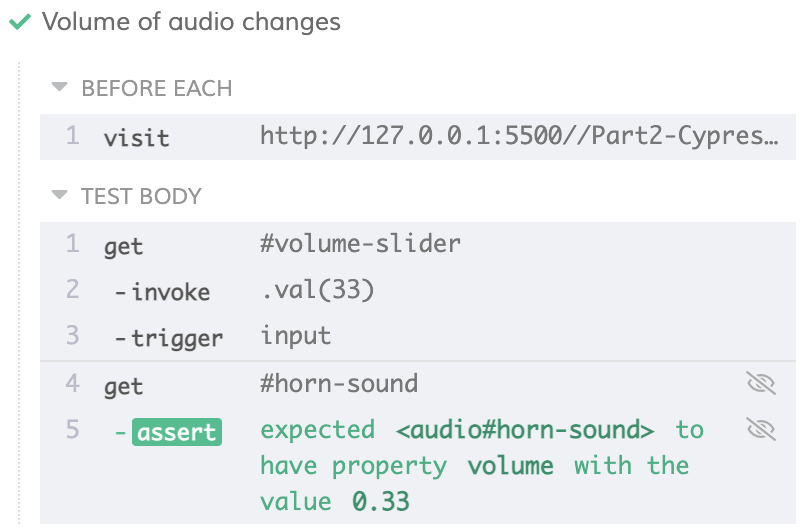 Volume of audio changes
BEFORE EACH
1 visit http://127.0.0.1:5500//Part2-Cypres…
TEST BODY
1 get #volume-slider
2 -invoke .val(33)
3 -trigger input
4 get #horn-sound
5 -assert expected <audio#horn-sound> to
have property volume with the
value 0.33